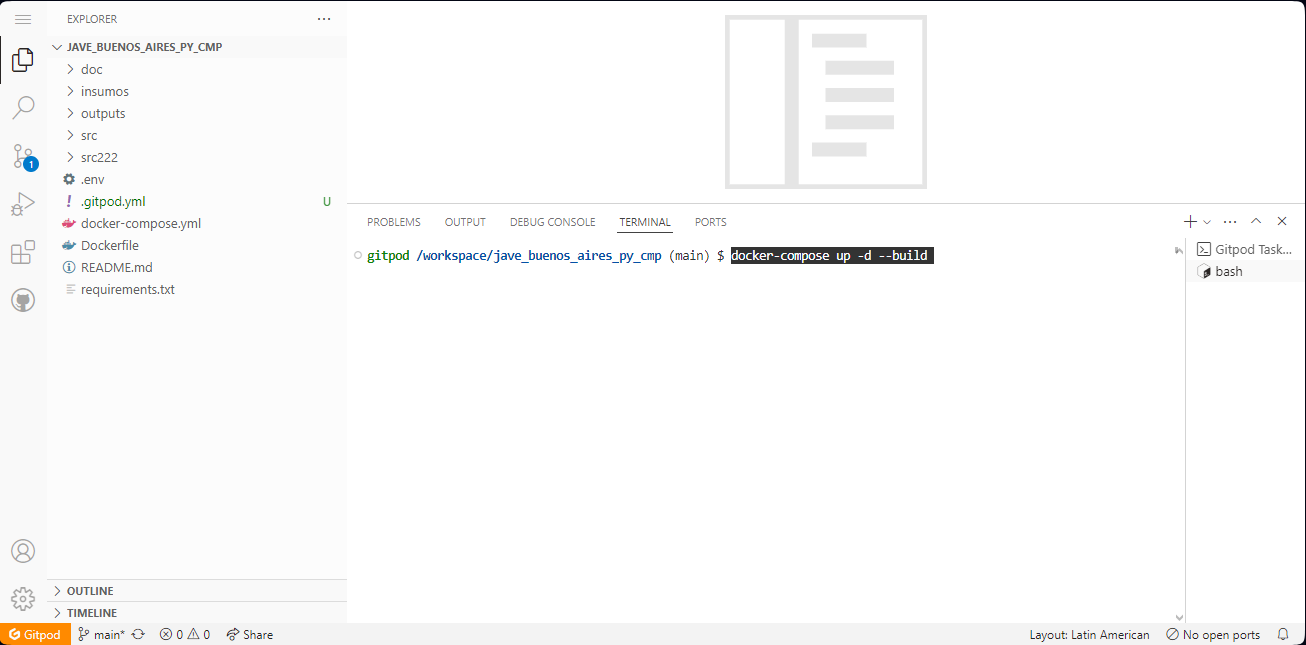 EXPLORER
JAVE_BUENOS_AIRES_PY_CMP
doc
insumos
outputs
src
src222
.env
! .gitpod.yml U
docker-compose.yml
Dockerfile
README.md
requirements.txt
OUTLINE
TIMELINE
1
PROBLEMS OUTPUT DEBUG CONSOLE TERMINAL PORTS
gitpod /workspace/jave_buenos_aires_py_cmp (main) $ docker-compose up -d --build
Gitpod Task...
bash
Gitpod main* 0 0 Share Layout: Latin American No open ports